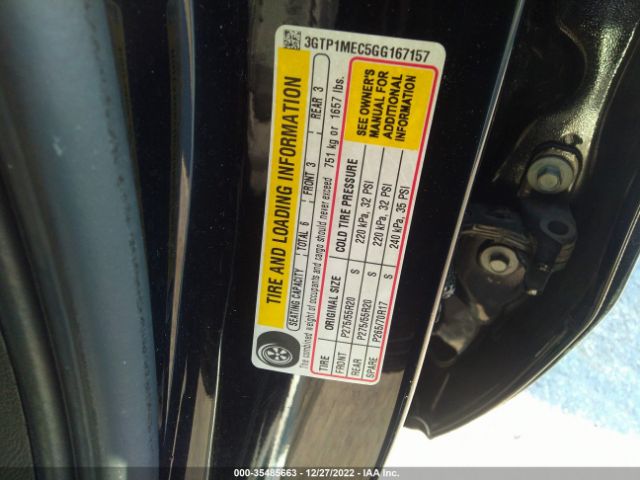 3GTP1MEC5GG167157
TIRE AND LOADING INFORMATION
SEATING CAPACITY TOTAL 6 FRONT 3 REAR 3
The combined weight of occupants and cargo should never exceed 751 kg or 1657 lbs.
TIRE ORIGINAL SIZE COLD TIRE PRESSURE
FRONT P275/55R20 S 220 kPa, 32 PSI
REAR P275/55R20 S 220 kPa, 32 PSI
SPARE P265/70R17 S 240 kPa, 35 PSI
SEE OWNER'S
MANUAL FOR
ADDITIONAL
INFORMATION
000-35485663 - 12/27/2022 - IAA Inc.